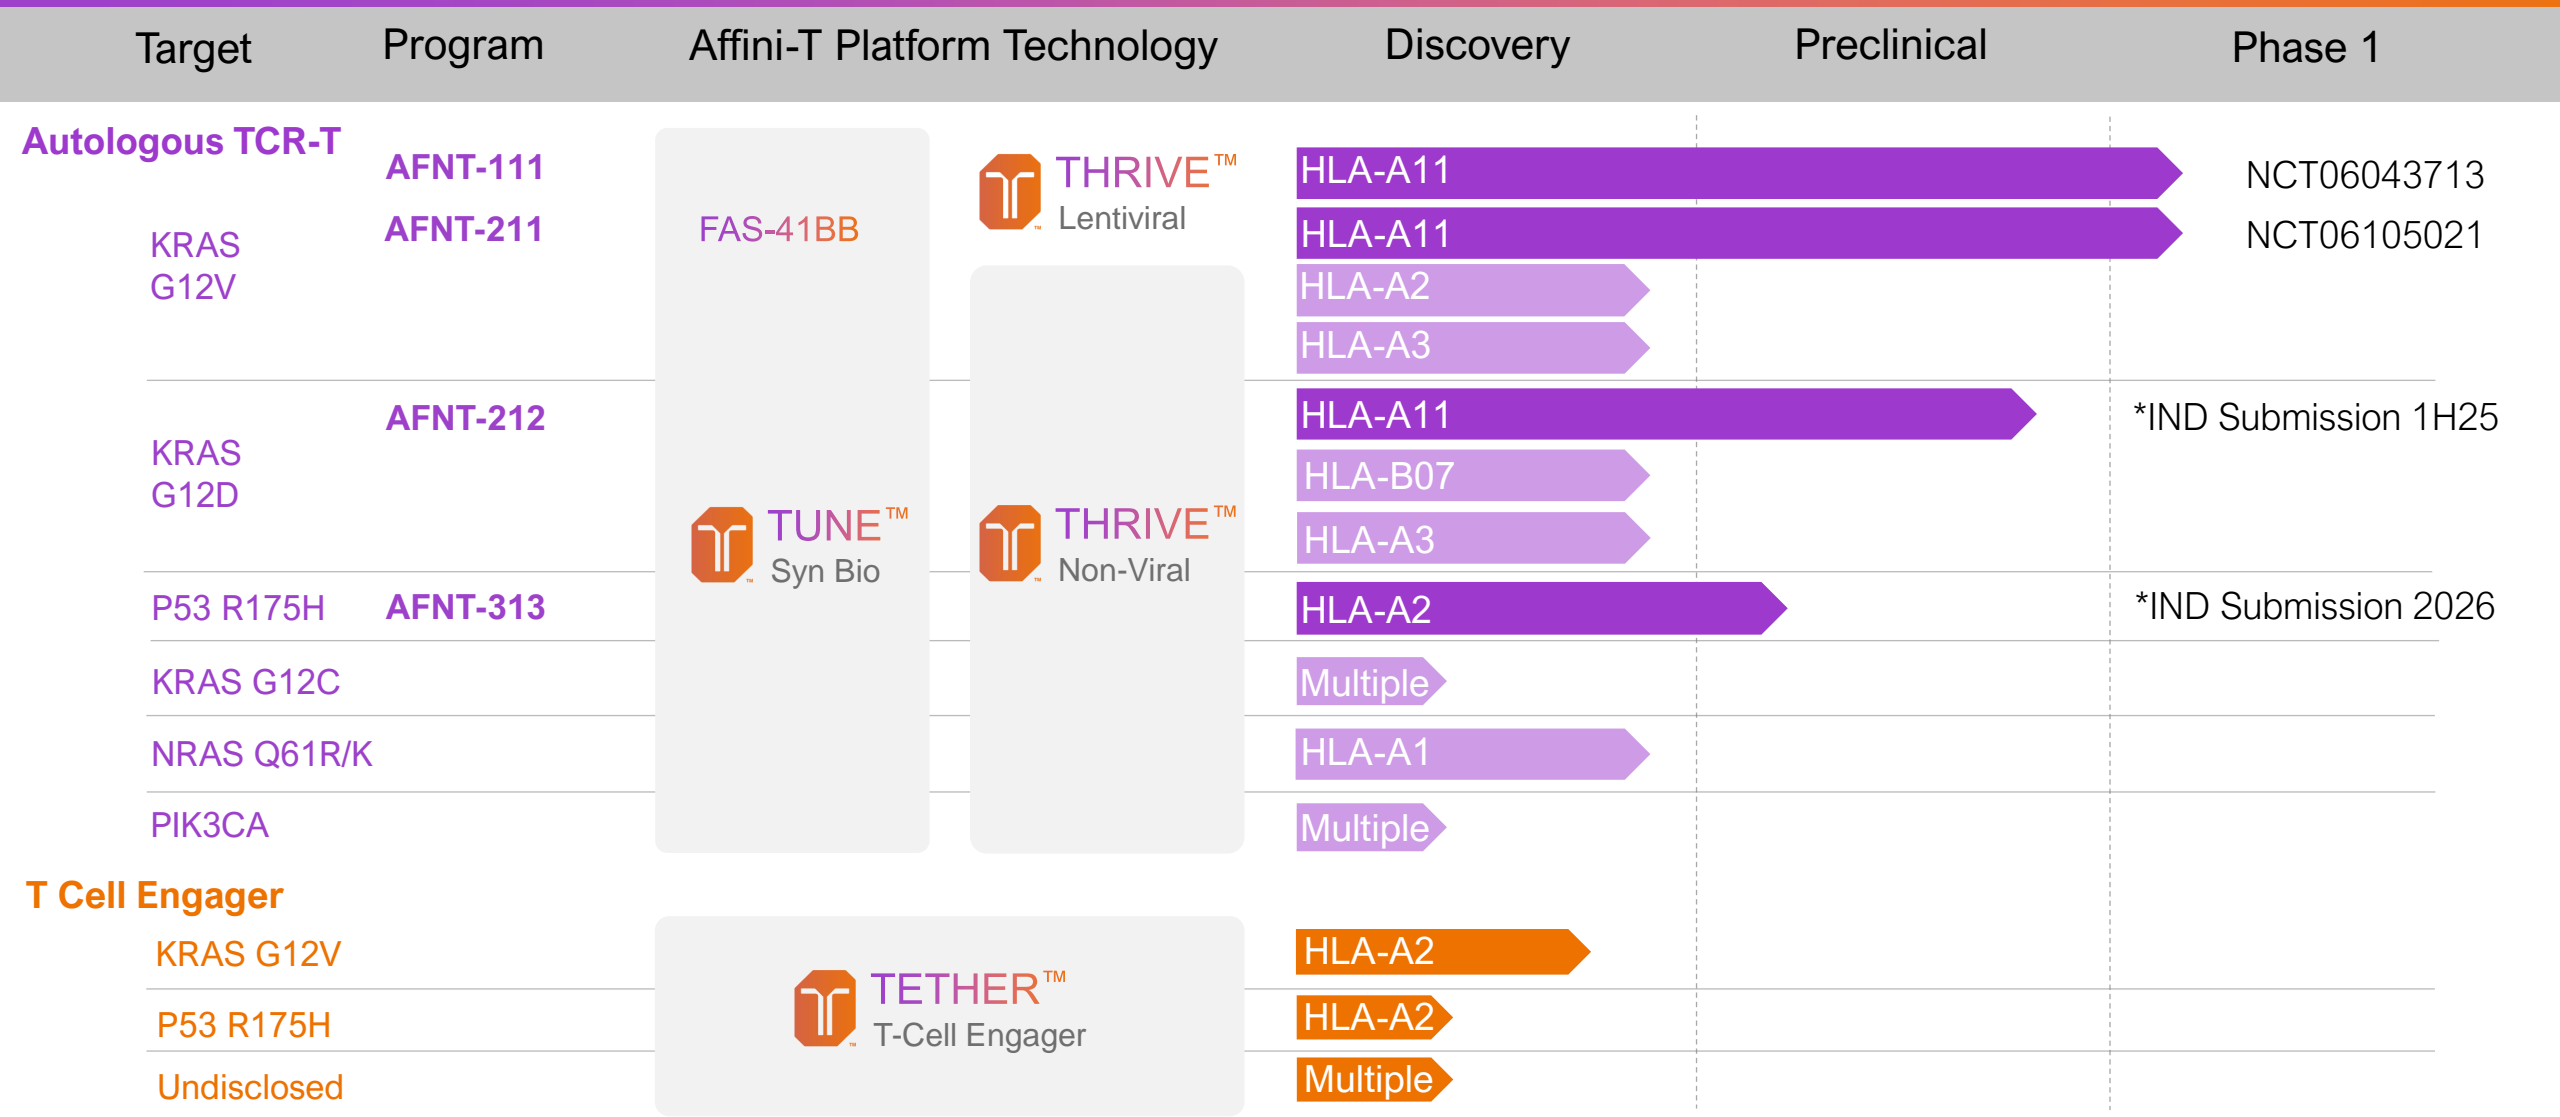 Target Program Affini-T Platform Technology Discovery Preclinical Phase 1
Autologous TCR-T
AFNT-111
THRIVE™
Lentiviral
HLA-A11
NCT06043713
KRAS
G12V
AFNT-211
FAS-41BB
HLA-A11
NCT06105021
HLA-A2
HLA-A3
KRAS
G12D
AFNT-212
HLA-A11
*IND Submission 1H25
HLA-B07
TUNE™
Syn Bio
THRIVE™
Non-Viral
HLA-A3
P53 R175H
AFNT-313
HLA-A2
*IND Submission 2026
KRAS G12C
Multiple
NRAS Q61R/K
HLA-A1
PIK3CA
Multiple
T Cell Engager
KRAS G12V
HLA-A2
TETHER™
T-Cell Engager
P53 R175H
HLA-A2
Undisclosed
Multiple